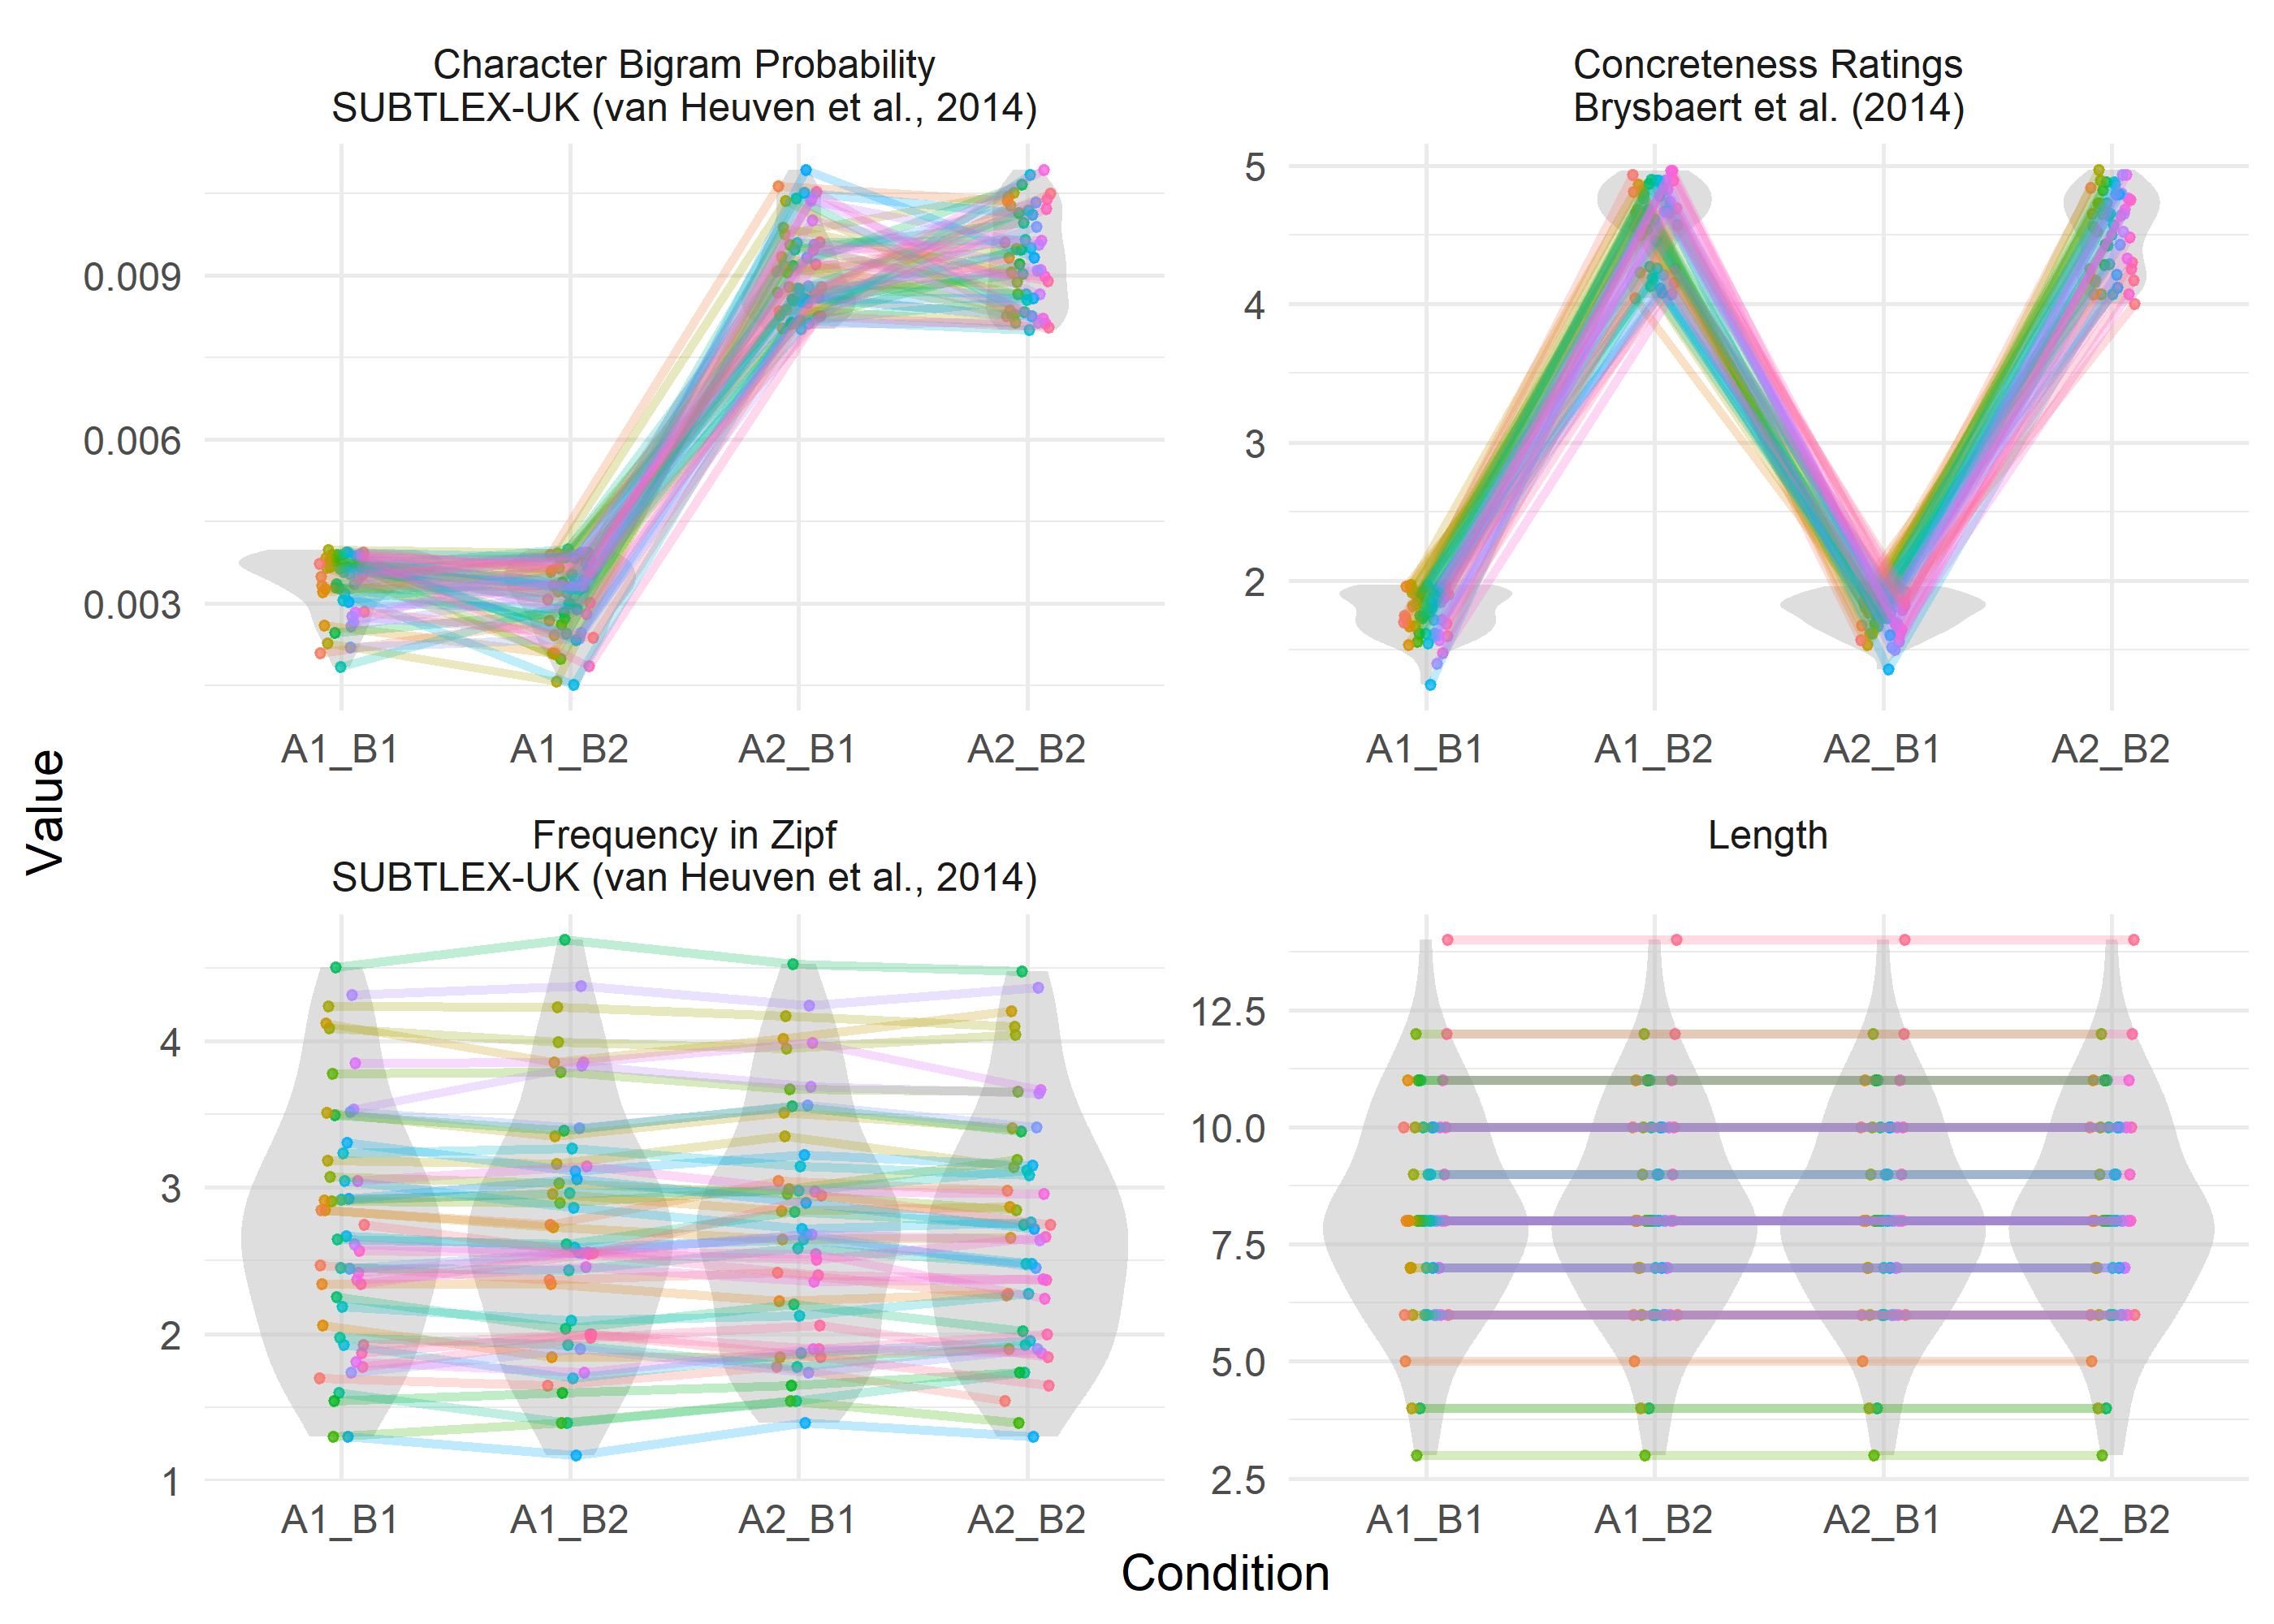 Character Bigram Probability
SUBTLEX-UK (van Heuven et al., 2014)
0.009
0.006
0.003
A1_B1 A1_B2 A2_B1 A2_B2
Concreteness Ratings
Brysbaert et al. (2014)
5
4
3
2
A1_B1 A1_B2 A2_B1 A2_B2
Value
Frequency in Zipf
SUBTLEX-UK (van Heuven et al., 2014)
4
3
2
1
A1_B1 A1_B2 A2_B1 A2_B2
Length
12.5
10.0
7.5
5.0
2.5
A1_B1 A1_B2 A2_B1 A2_B2
Condition